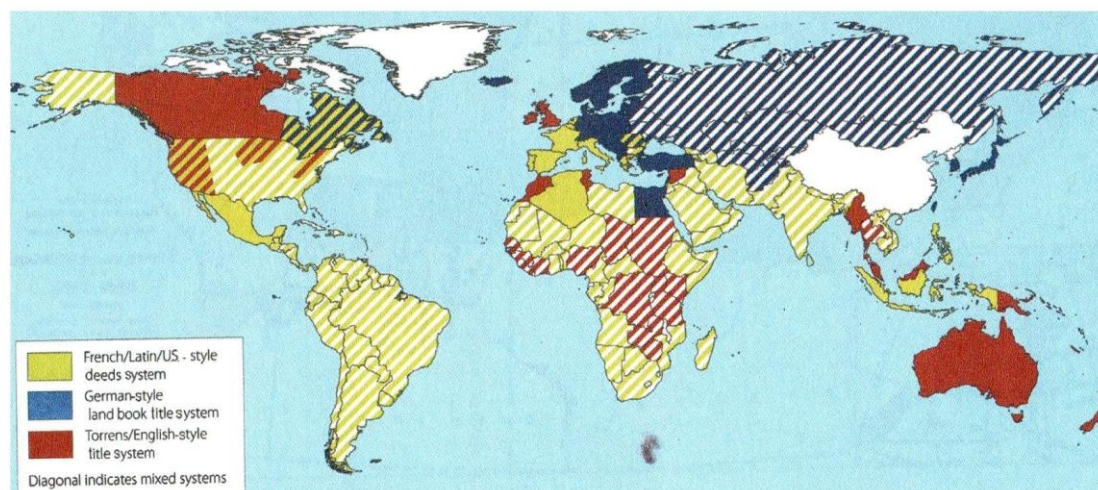 French/Latin/US. - style
deeds system
German-style
land book title system
Torrens/English-style
title system
Diagonal indicates mixed systems